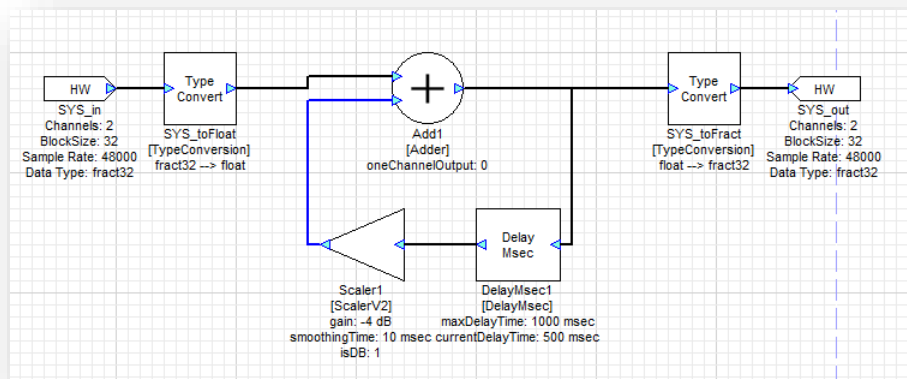 HW
SYS_in
Channels: 2
BlockSize: 32
Sample Rate: 48000
Data Type: fract32
Type
Convert
SYS_toFloat
[TypeConversion]
fract32 --> float
+
Add1
[Adder]
oneChannelOutput: 0
Type
Convert
SYS_toFract
[TypeConversion]
float --> fract32
HW
SYS_out
Channels: 2
BlockSize: 32
Sample Rate: 48000
Data Type: fract32
Scaler1
[ScalerV2]
gain: -4 dB
smoothingTime: 10 msec
isDB: 1
Delay
Msec
DelayMsec1
[DelayMsec]
maxDelayTime: 1000 msec
currentDelayTime: 500 msec